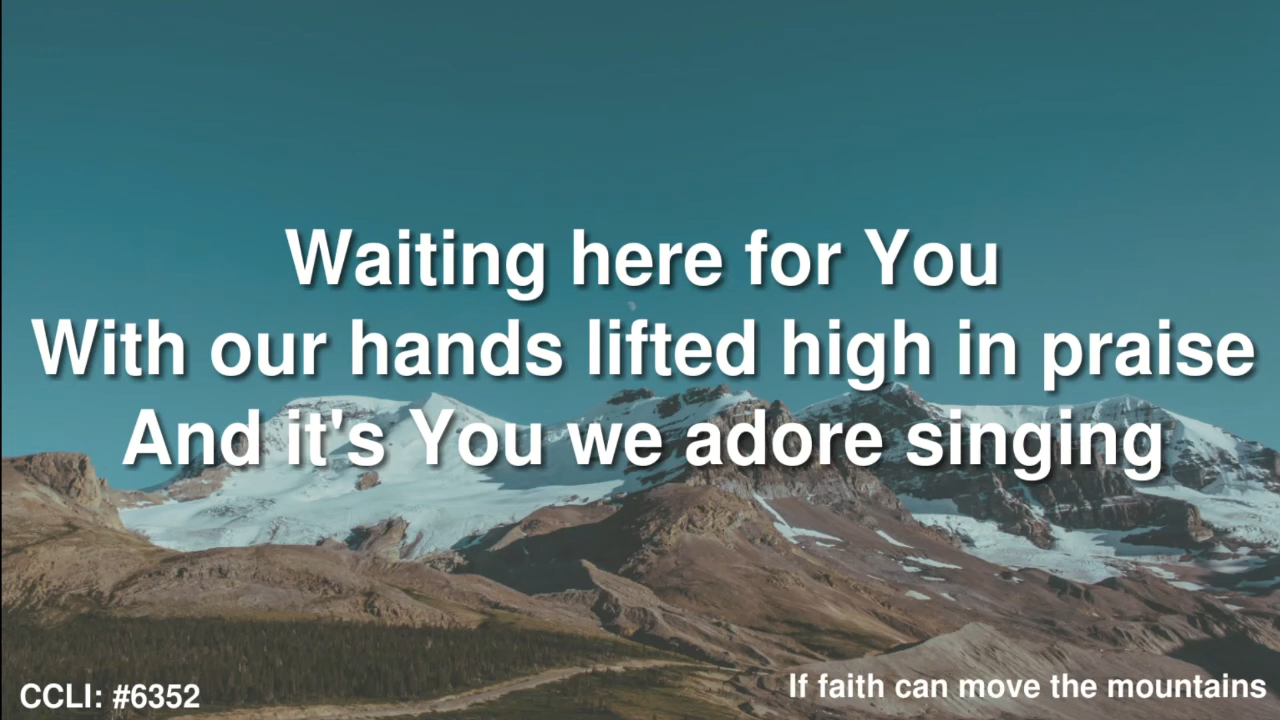 Waiting here for You
With our hands lifted high in praise
And it's You we adore singing
CCLI: #6352
If faith can move the mountains